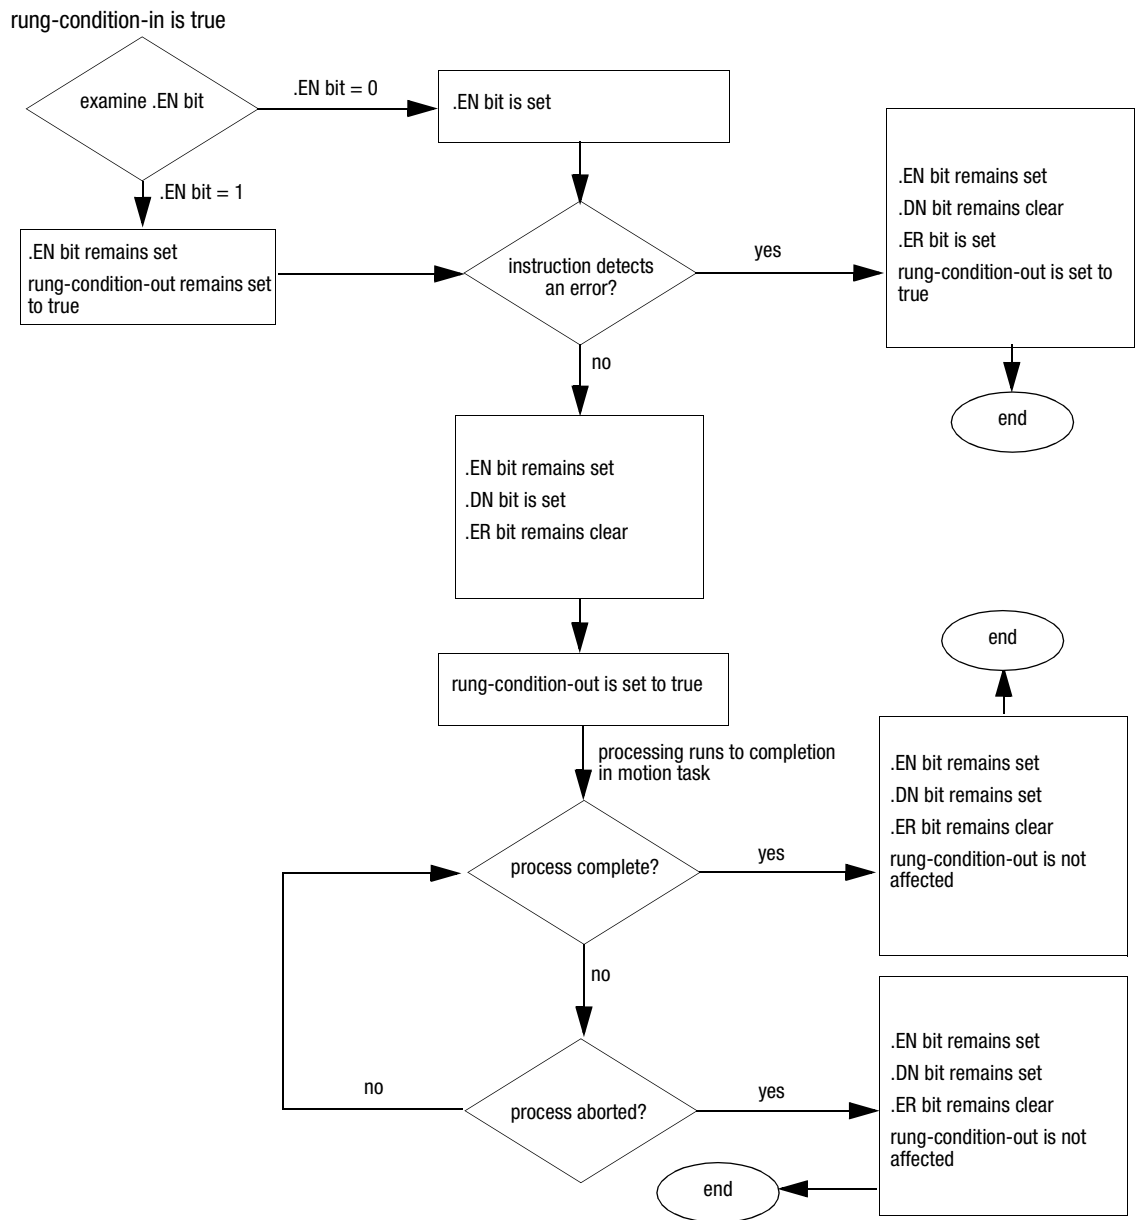 rung-condition-in is true
examine .EN bit
.EN bit = 0
.EN bit is set
.EN bit = 1
.EN bit remains set
rung-condition-out remains set
to true
instruction detects
an error?
yes
.EN bit remains set
.DN bit remains clear
.ER bit is set
rung-condition-out is set to
true
end
no
.EN bit remains set
.DN bit is set
.ER bit remains clear
rung-condition-out is set to true
processing runs to completion
in motion task
process complete?
yes
.EN bit remains set
.DN bit remains set
.ER bit remains clear
rung-condition-out is not
affected
end
no
process aborted?
no
yes
.EN bit remains set
.DN bit remains set
.ER bit remains clear
rung-condition-out is not
affected
end